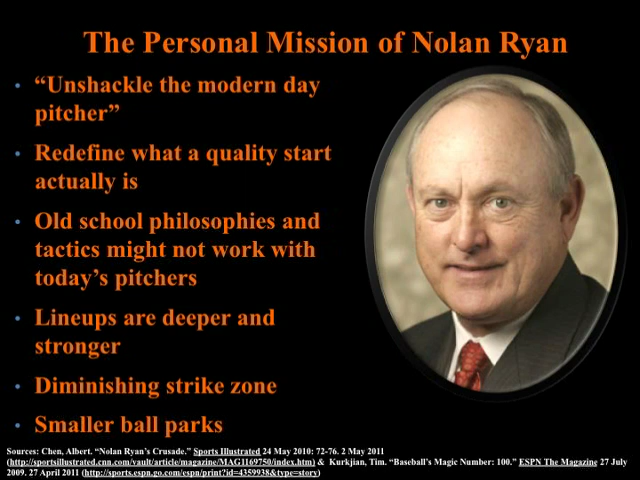 The Personal Mission of Nolan Ryan
• “Unshackle the modern day
pitcher”
• Redefine what a quality start
actually is
• Old school philosophies and
tactics might not work with
today’s pitchers
• Lineups are deeper and
stronger
• Diminishing strike zone
• Smaller ball parks
Sources: Chen, Albert. “Nolan Ryan’s Crusade.” Sports Illustrated 24 May 2010: 72-76. 2 May 2011
(http://sportsillustrated.cnn.com/vault/article/magazine/MAG1169750/index.htm) & Kurkjian, Tim. “Baseball’s Magic Number: 100.” ESPN The Magazine 27 July
2009. 27 April 2011 (http://sports.espn.go.com/espn/print?id=4359938&type=story)